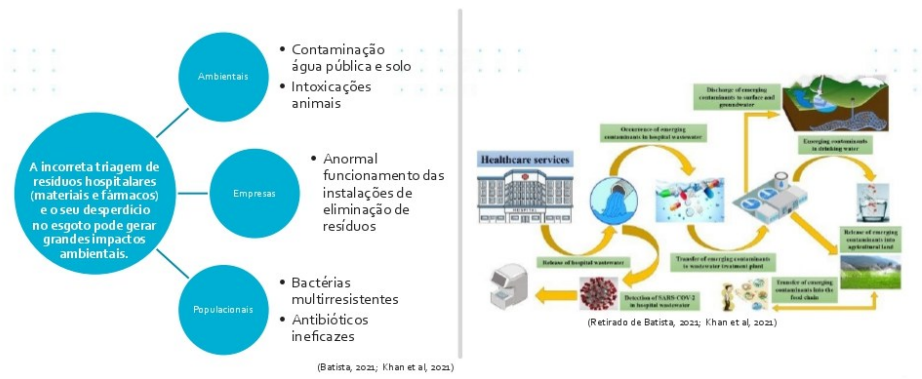 Ambientais
• Contaminação
água pública e solo
• Intoxicações
animais
A incorreta triagem de
resíduos hospitalares
(materiais e fármacos)
e o seu desperdício
no esgoto pode gerar
grandes impactos
ambientais.
Empresas
• Anormal
funcionamento das
instalações de
eliminação de
resíduos
Populacionais
• Bactérias
multirresistentes
• Antibióticos
ineficazes
(Batista, 2021; Khan et al, 2021)
Discharge of emerging
contaminants to surface and
groundwater
Occurrence of emerging
contaminants in hospital wastewater
Emerging contaminants
in drinking water
Healthcare services
HOSPITAL
Release of emerging
contaminants into
agricultural land
Release of hospital wastewater
Transfer of emerging contaminants
to wastewater treatment plant
Transfer of emerging
contaminants into the
food chain
Detection of SARS-COV-2
in hospital wastewater
(Retirado de Batista, 2021; Khan et al, 2021)